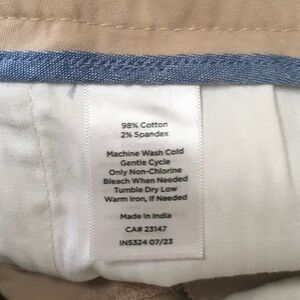 98% Cotton
2% Spandex
Machine Wash Cold
Gentle Cycle
Only Non-Chlorine
Bleach When Needed
Tumble Dry Low
Warm Iron, If Needed
Made In India
CA# 23147
IN5324 07/23